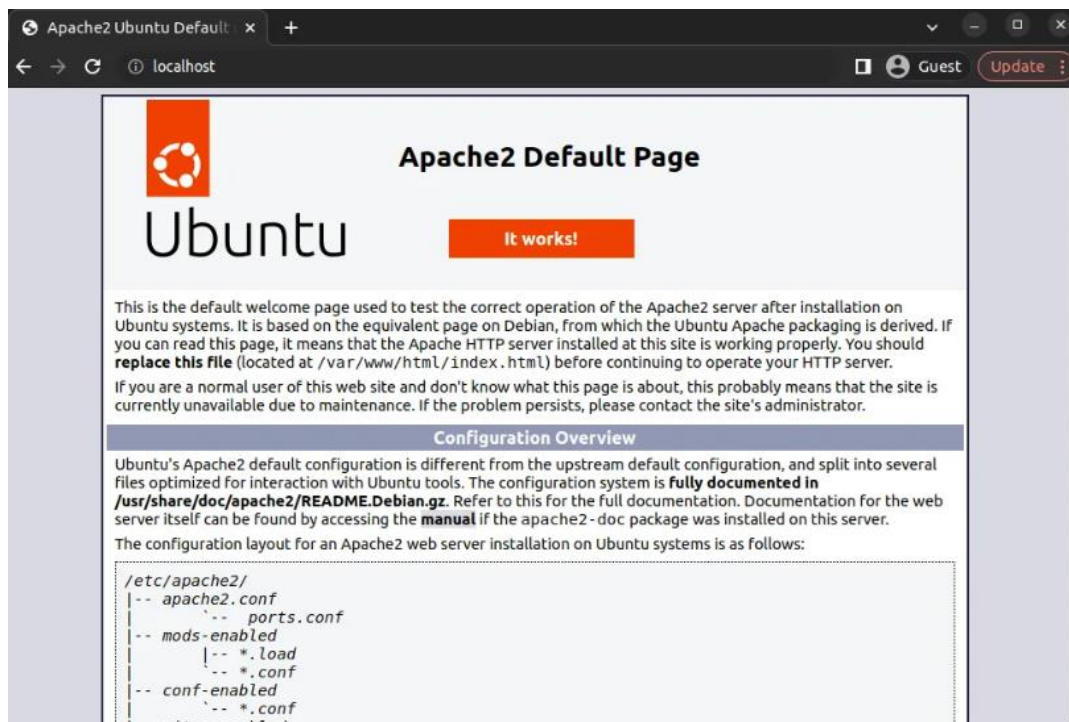 Apache2 Ubuntu Default
localhost
Guest
Update
Apache2 Default Page
Ubuntu
It works!
This is the default welcome page used to test the correct operation of the Apache2 server after installation on
Ubuntu systems. It is based on the equivalent page on Debian, from which the Ubuntu Apache packaging is derived. If
you can read this page, it means that the Apache HTTP server installed at this site is working properly. You should
replace this file (located at /var/www/html/index.html) before continuing to operate your HTTP server.
If you are a normal user of this web site and don't know what this page is about, this probably means that the site is
currently unavailable due to maintenance. If the problem persists, please contact the site's administrator.
Configuration Overview
Ubuntu's Apache2 default configuration is different from the upstream default configuration, and split into several
files optimized for interaction with Ubuntu tools. The configuration system is fully documented in
/usr/share/doc/apache2/README.Debian.gz. Refer to this for the full documentation. Documentation for the web
server itself can be found by accessing the manual if the apache2-doc package was installed on this server.
The configuration layout for an Apache2 web server installation on Ubuntu systems is as follows:
/etc/apache2/
|-- apache2.conf
|       `--  ports.conf
|-- mods-enabled
|       |-- *.load
|       `-- *.conf
|-- conf-enabled
|       `-- *.conf